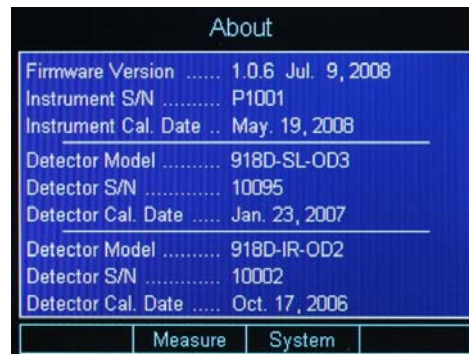 About
Firmware Version ...... 1.0.6 Jul. 9, 2008
Instrument S/N .......... P1001
Instrument Cal. Date .. May. 19, 2008
Detector Model .......... 918D-SL-OD3
Detector S/N ............. 10095
Detector Cal. Date ..... Jan. 23, 2007
Detector Model .......... 918D-IR-OD2
Detector S/N ............. 10002
Detector Cal. Date ..... Oct. 17, 2006
Measure System